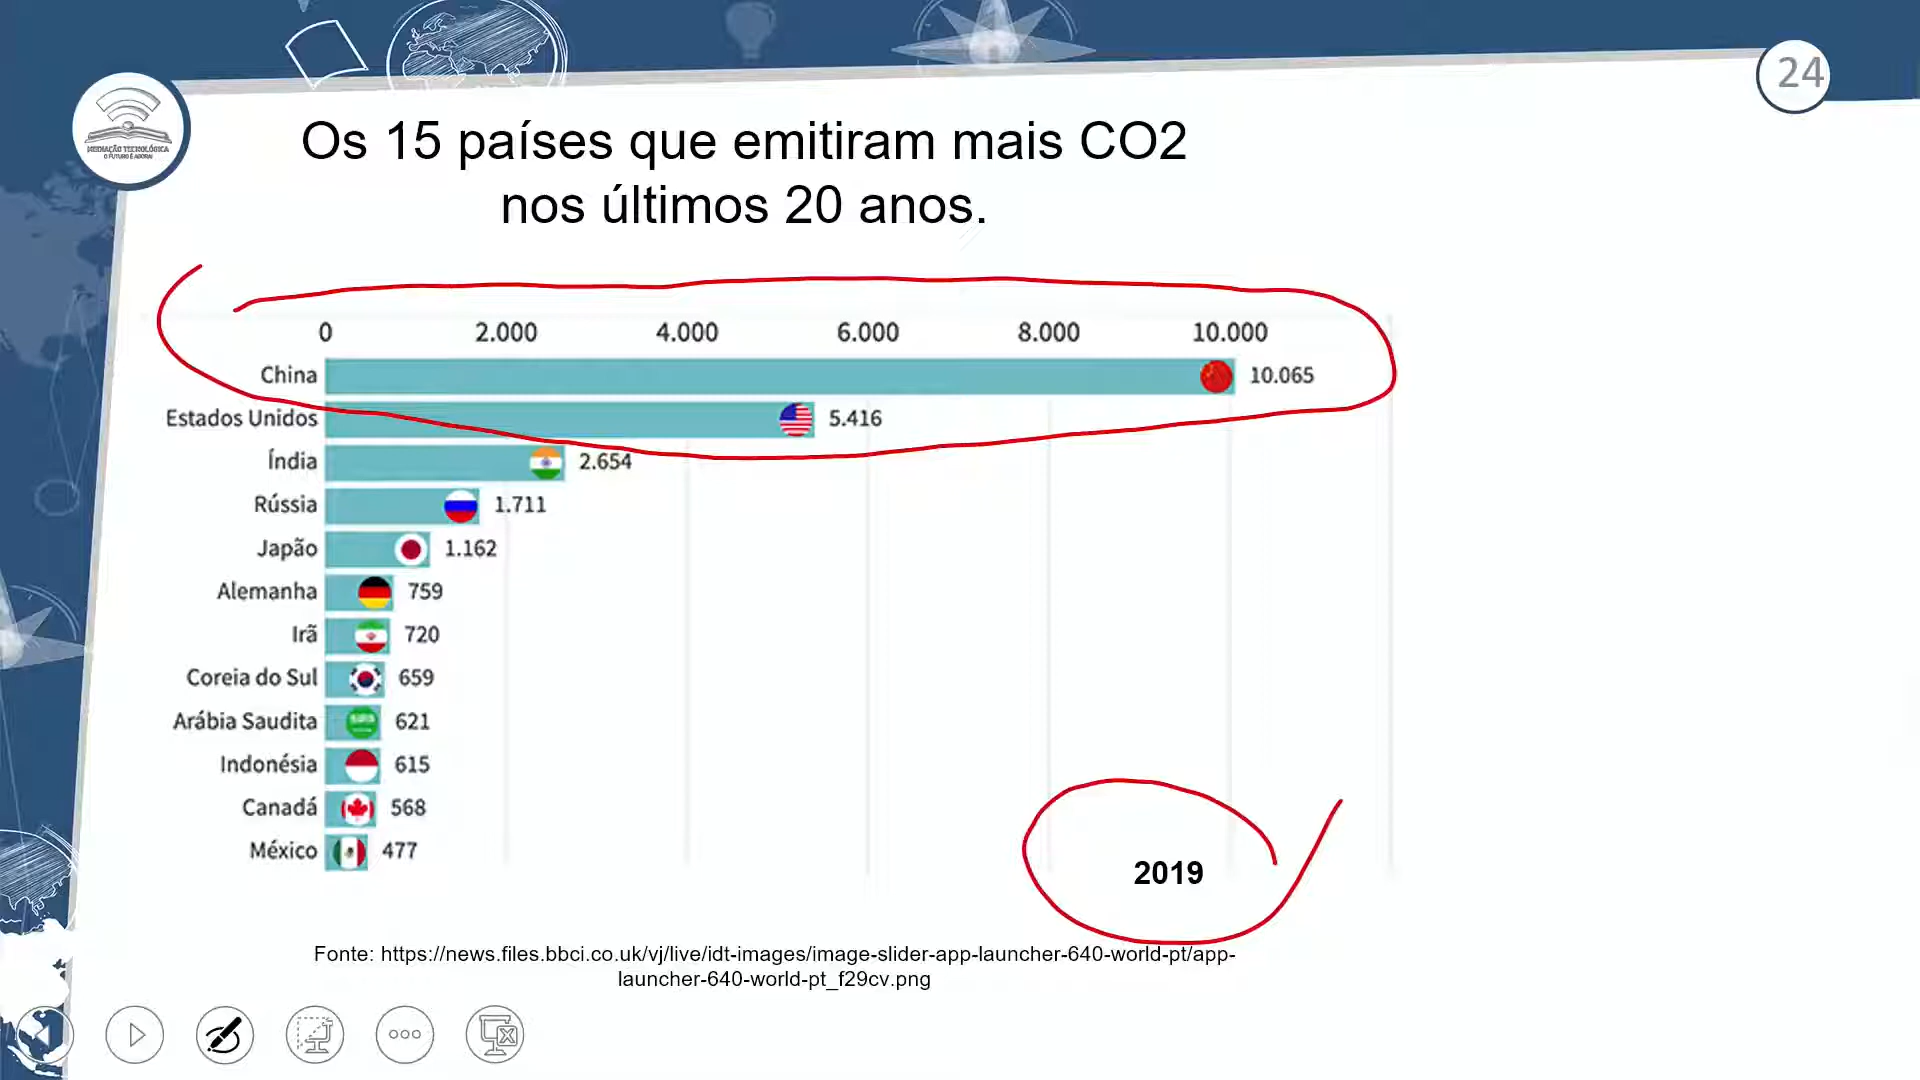 24
MEDIAÇÃO TECNOLÓGICA
O FUTURO É AGORA!
Os 15 países que emitiram mais CO2
nos últimos 20 anos.
0 2.000 4.000 6.000 8.000 10.000
China 10.065
Estados Unidos 5.416
Índia 2.654
Rússia 1.711
Japão 1.162
Alemanha 759
Irã 720
Coreia do Sul 659
Arábia Saudita 621
Indonésia 615
Canadá 568
México 477
2019
Fonte: https://news.files.bbci.co.uk/vj/live/idt-images/image-slider-app-launcher-640-world-pt/app-
launcher-640-world-pt_f29cv.png